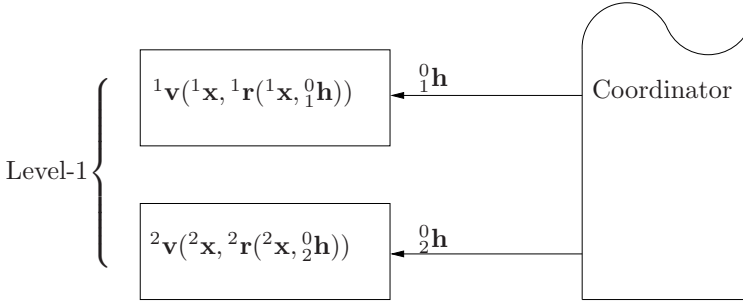 ¹v(¹x, ¹r(¹x, ⁰₁h))
⁰₁h
Coordinator
Level-1
²v(²x, ²r(²x, ⁰₂h))
⁰₂h